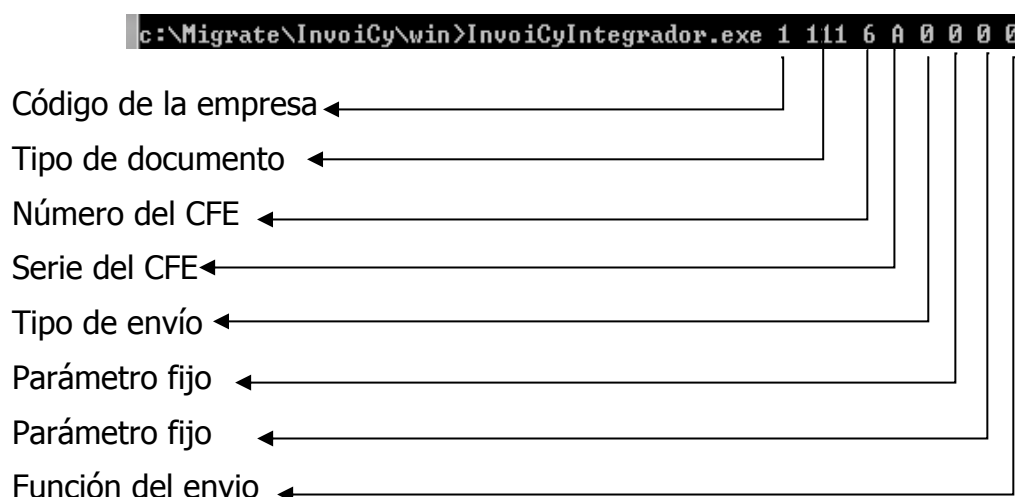 c:\Migrate\InvoiCy\win>InvoiCyIntegrador.exe 1 111 6 A 0 0 0 0
Código de la empresa
Tipo de documento
Número del CFE
Serie del CFE
Tipo de envío
Parámetro fijo
Parámetro fijo
Función del envio